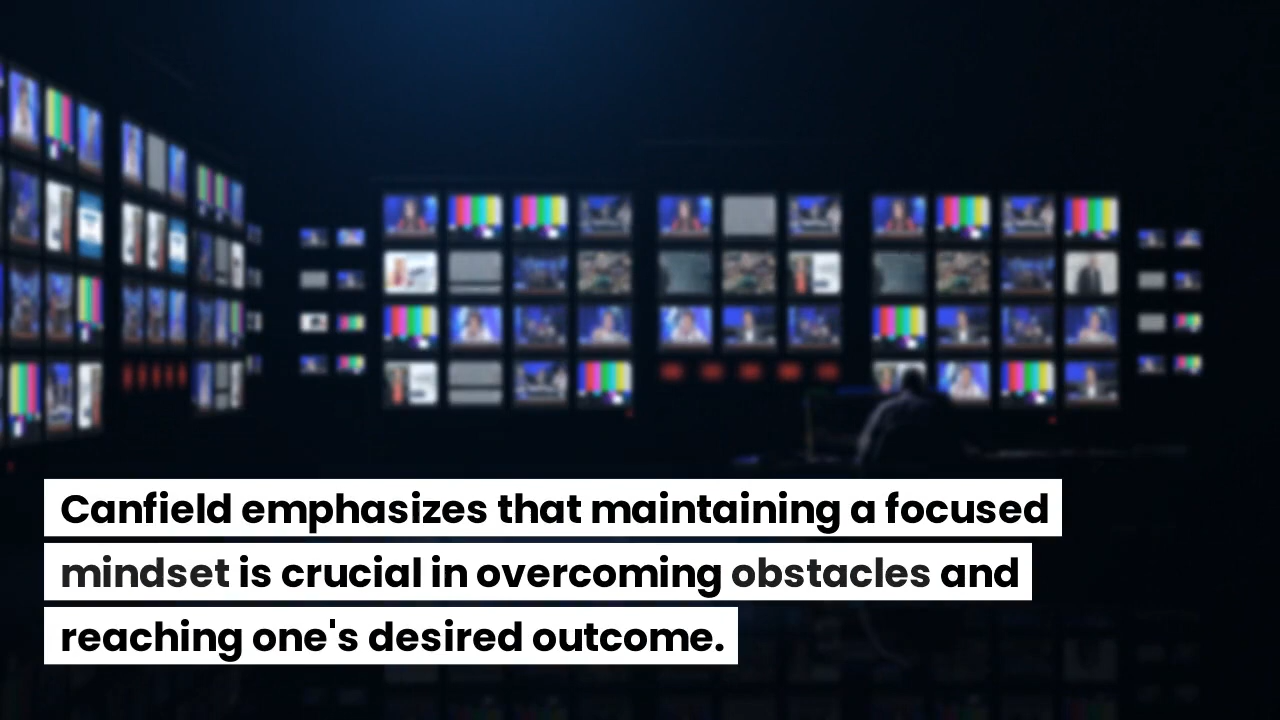 Canfield emphasizes that maintaining a focused
mindset is crucial in overcoming obstacles and
reaching one's desired outcome.